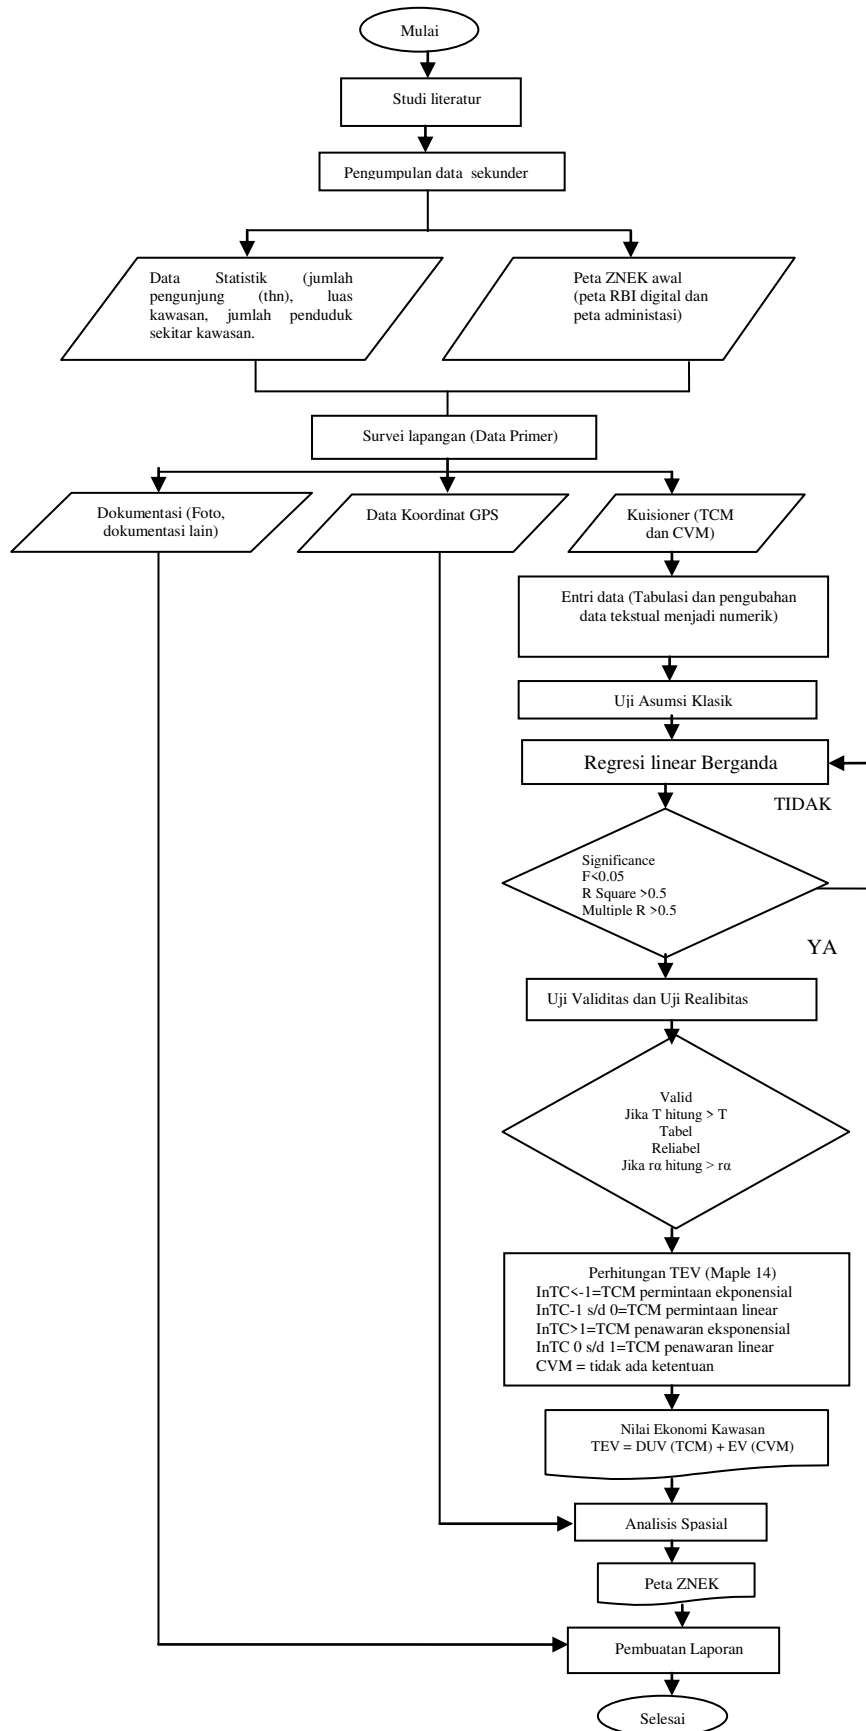 Mulai
Studi literatur
Pengumpulan data sekunder
Data Statistik (jumlah
pengunjung (thn), luas
kawasan, jumlah penduduk
sekitar kawasan.
Peta ZNEK awal
(peta RBI digital dan
peta administasi)
Survei lapangan (Data Primer)
Dokumentasi (Foto,
dokumentasi lain)
Data Koordinat GPS
Kuisioner (TCM
dan CVM)
Entri data (Tabulasi dan pengubahan
data tekstual menjadi numerik)
Uji Asumsi Klasik
Regresi linear Berganda
TIDAK
Significance
F<0.05
R Square >0.5
Multiple R >0.5
YA
Uji Validitas dan Uji Realibitas
Valid
Jika T hitung > T
Tabel
Reliabel
Jika rα hitung > rα
Perhitungan TEV (Maple 14)
InTC<-1=TCM permintaan ekponensial
InTC-1 s/d 0=TCM permintaan linear
InTC>1=TCM penawaran eksponensial
InTC 0 s/d 1=TCM penawaran linear
CVM = tidak ada ketentuan
Nilai Ekonomi Kawasan
TEV = DUV (TCM) + EV (CVM)
Analisis Spasial
Peta ZNEK
Pembuatan Laporan
Selesai